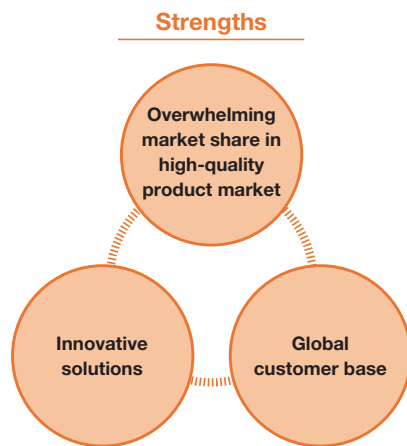 Strengths
Overwhelming
market share in
high-quality
product market
Innovative
solutions
Global
customer base